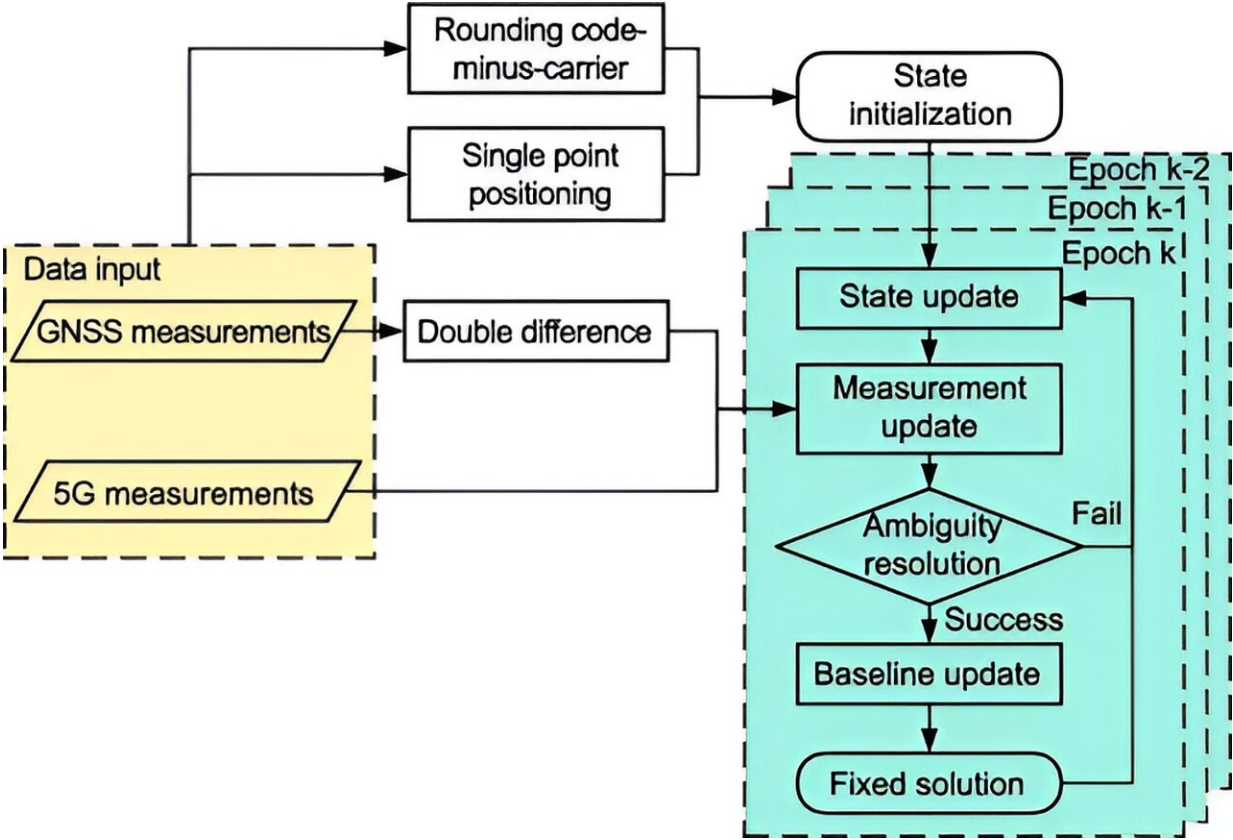 Rounding code-
minus-carrier
State
initialization
Single point
positioning
Epoch k-2
Epoch k-1
Epoch k
Data input
State update
GNSS measurements
Double difference
Measurement
update
5G measurements
Ambiguity
resolution
Fail
Success
Baseline update
Fixed solution